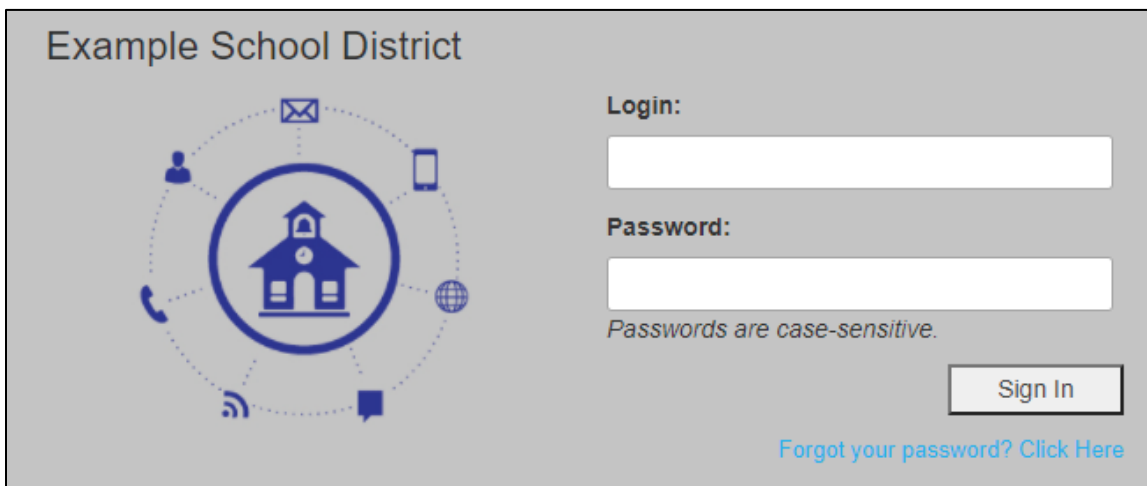 Example School District
Login:
Password:
Passwords are case-sensitive.
Sign In
Forgot your password? Click Here